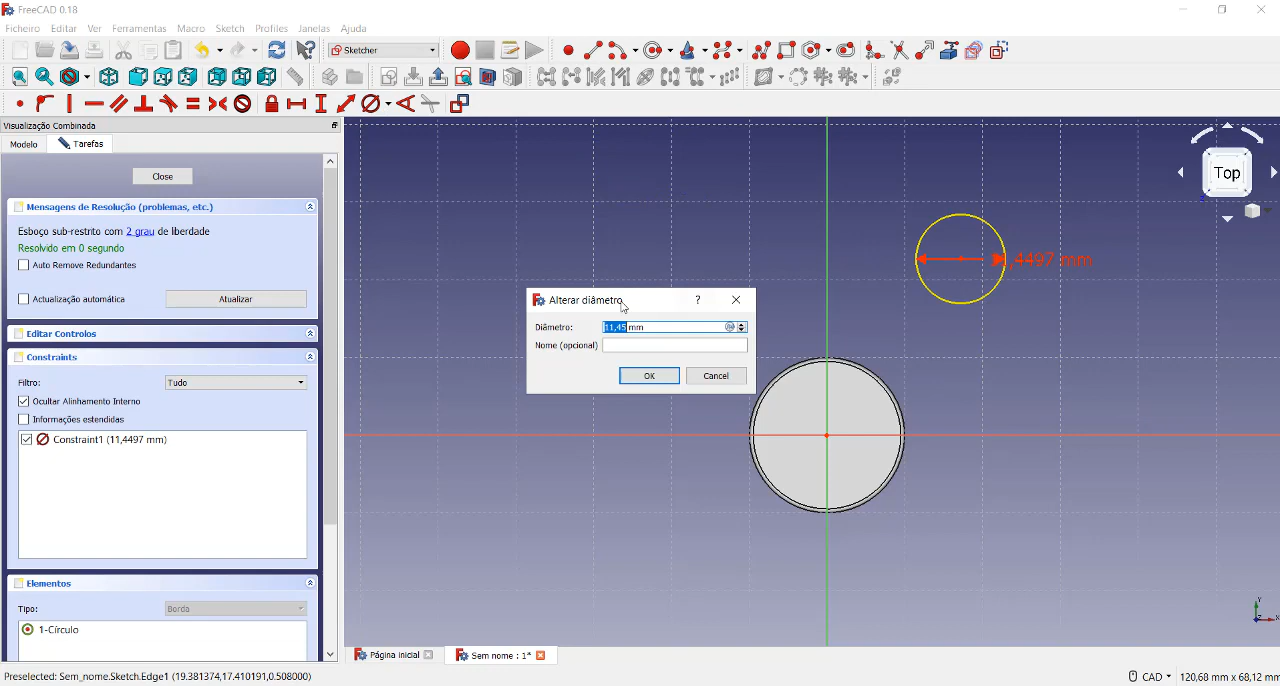 FreeCAD 0.18
Ficheiro Editar Ver Ferramentas Macro Sketch Profiles Janelas Ajuda
Sketcher
Visualização Combinada
Modelo Tarefas
Close
Mensagens de Resolução (problemas, etc.)
Esboço sub-restrito com 2 grau de liberdade
Resolvido em 0 segundo
Auto Remove Redundantes
Actualização automática Atualizar
Editar Controlos
Constraints
Filtro: Tudo
Ocultar Alinhamento Interno
Informações estendidas
Constraint1 (11,4497 mm)
Elementos
Tipo: Borda
1-Círculo
Top
,4497 mm
Alterar diâmetro ?
Diâmetro: 11,45 mm
Nome (opcional)
OK Cancel
Y
X
Z
Página inicial Sem nome : 1*
Preselected: Sem_nome.Sketch.Edge1 (19.381374,17.410191,0.508000) CAD 120,68 mm x 68,12 mm